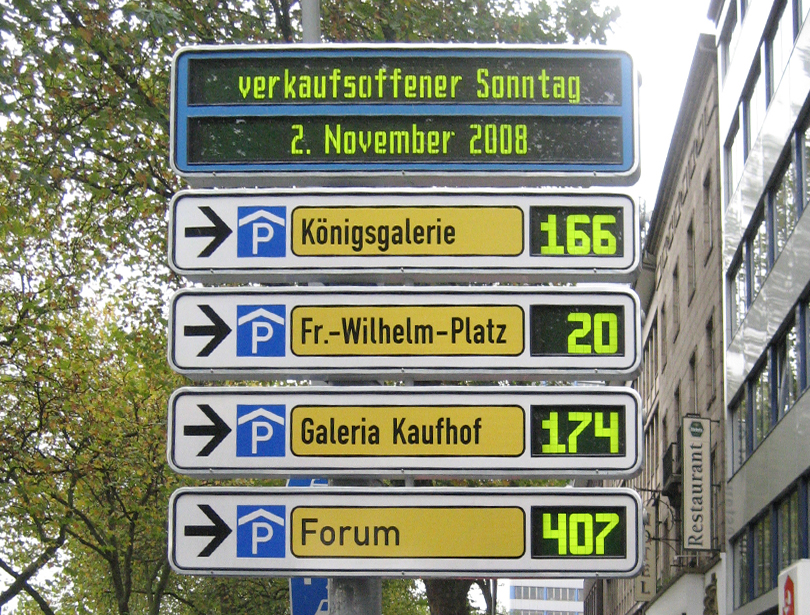 verkaufsoffener Sonntag
2. November 2008
P Königsgalerie 166
P Fr.-Wilhelm-Platz 20
P Galeria Kaufhof 174
P Forum 407
Restaurant